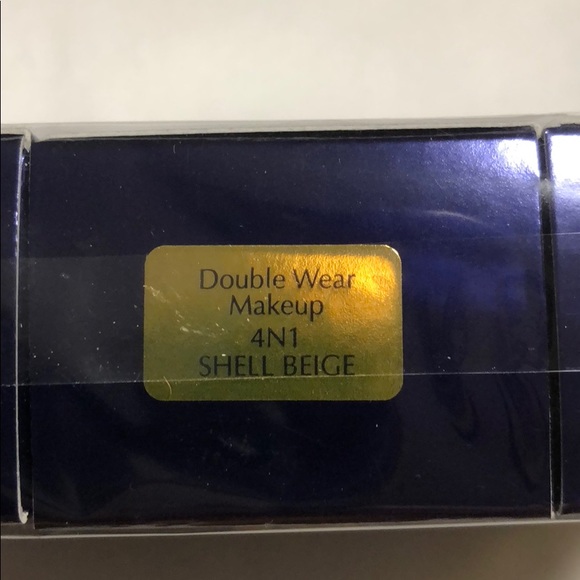 Double Wear
Makeup
4N1
SHELL BEIGE